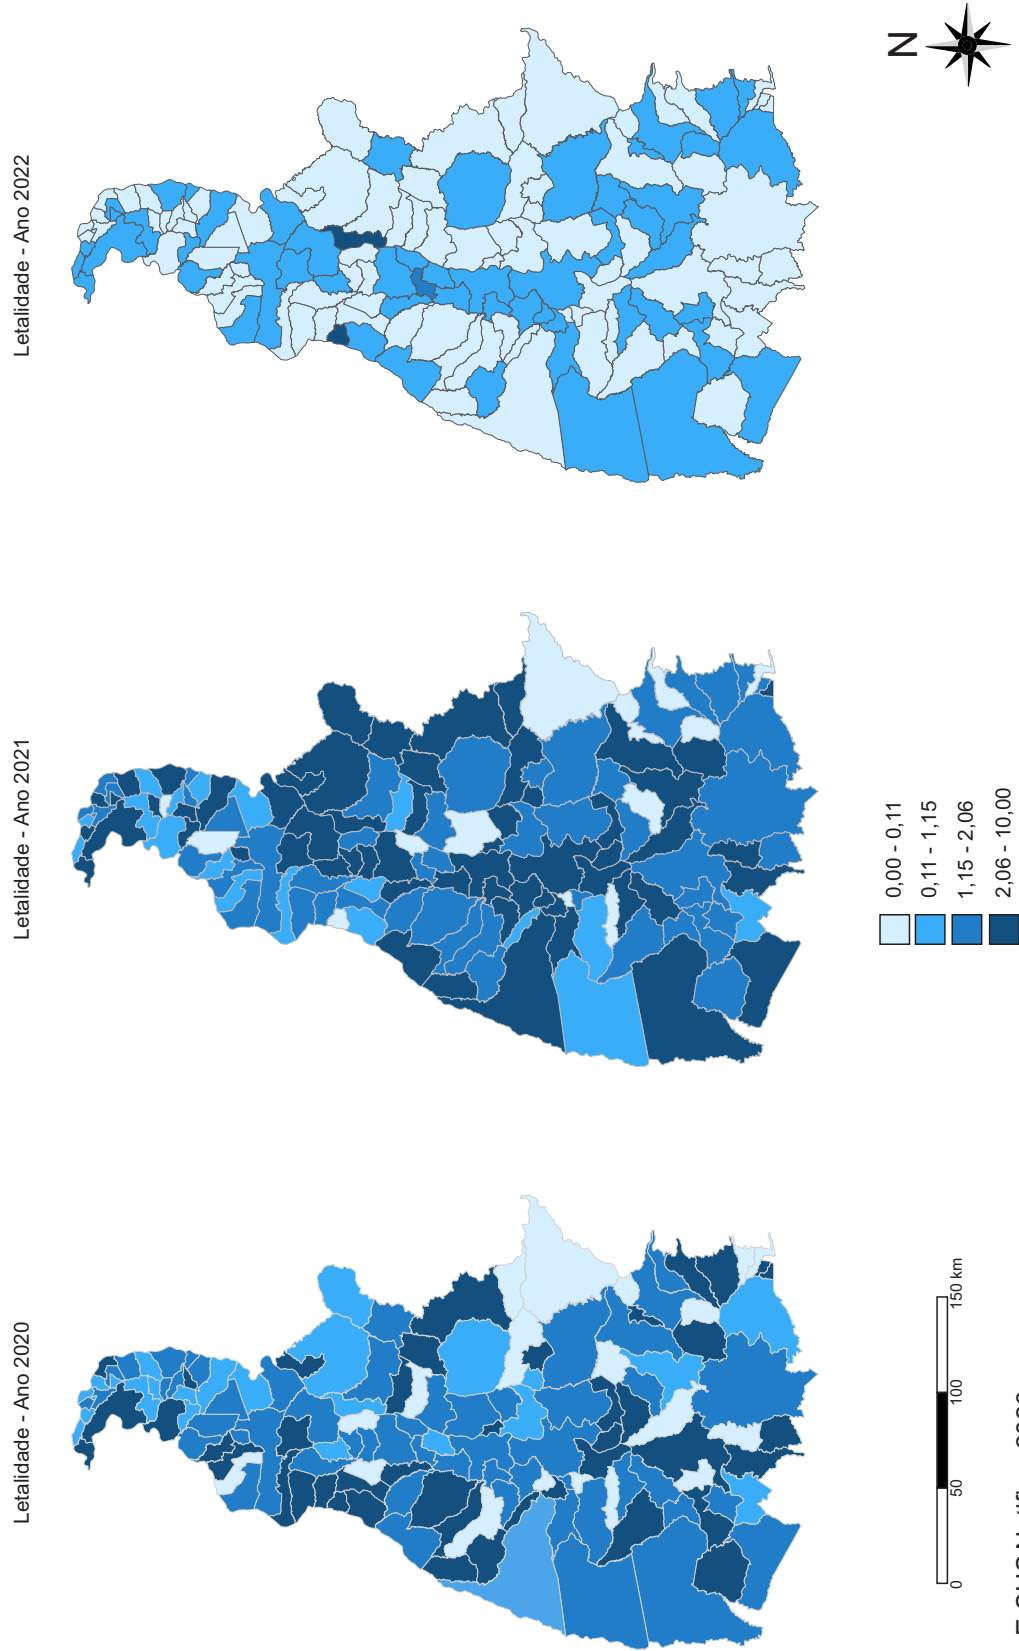 Letalidade - Ano 2020
Letalidade - Ano 2021
Letalidade - Ano 2022
N
0,00 - 0,11
0,11 - 1,15
1,15 - 2,06
2,06 - 10,00
0 50 100 150 km